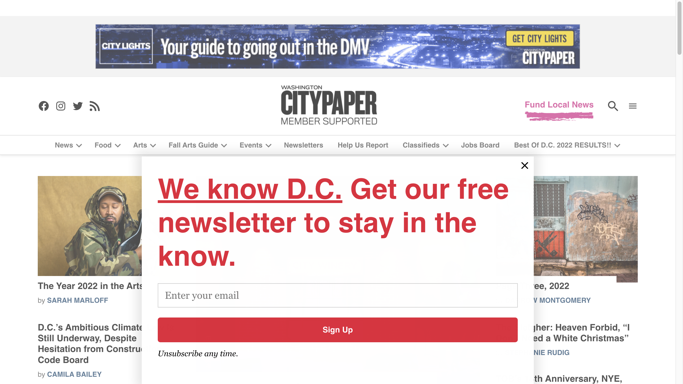 CITY LIGHTS
Your guide to going out in the DMV
GET CITY LIGHTS
CITYPAPER
WASHINGTON
CITYPAPER
MEMBER SUPPORTED
Fund Local News
News
Food
Arts
Fall Arts Guide
Events
Newsletters
Help Us Report
Classifieds
Jobs Board
Best Of D.C. 2022 RESULTS!!
We know D.C. Get our free
newsletter to stay in the
know.
Enter your email
Sign Up
Unsubscribe any time.
The Year 2022 in the Arts
by SARAH MARLOFF
D.C.'s Ambitious Climate
Still Underway, Despite
Hesitation from Constru
Code Board
by CAMILA BAILEY
ree, 2022
MONTGOMERY
gher: Heaven Forbid, “I
ed a White Christmas”
NIE RUDIG
th Anniversary, NYE,